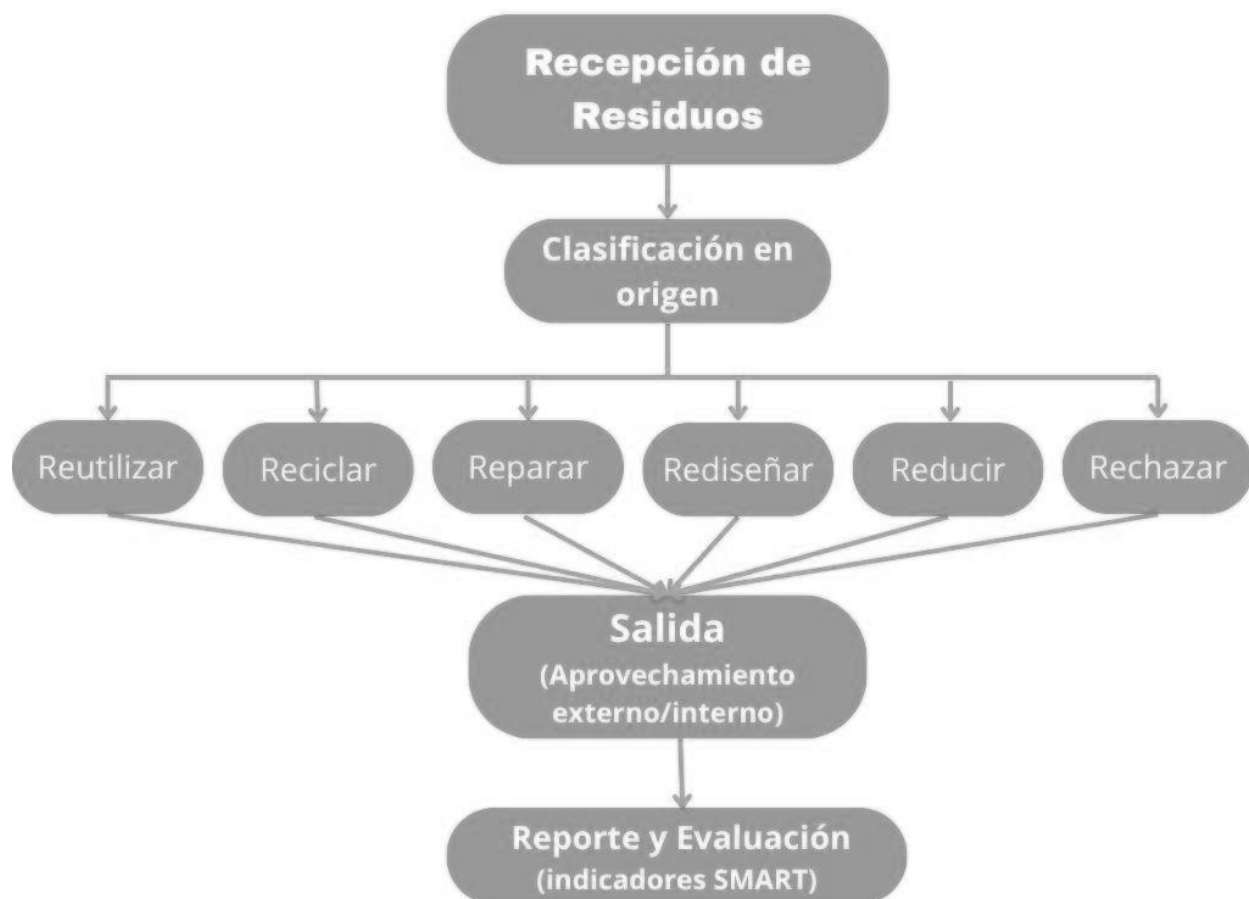 Recepción de
Residuos
Clasificación en
origen
Reutilizar
Reciclar
Reparar
Rediseñar
Reducir
Rechazar
Salida
(Aprovechamiento
externo/interno)
Reporte y Evaluación
(indicadores SMART)